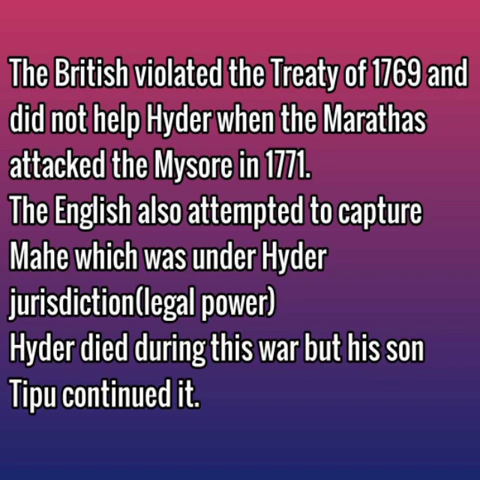 The British violated the Treaty of 1769 and
did not help Hyder when the Marathas
attacked the Mysore in 1771.
The English also attempted to capture
Mahe which was under Hyder
jurisdiction(legal power)
Hyder died during this war but his son
Tipu continued it.